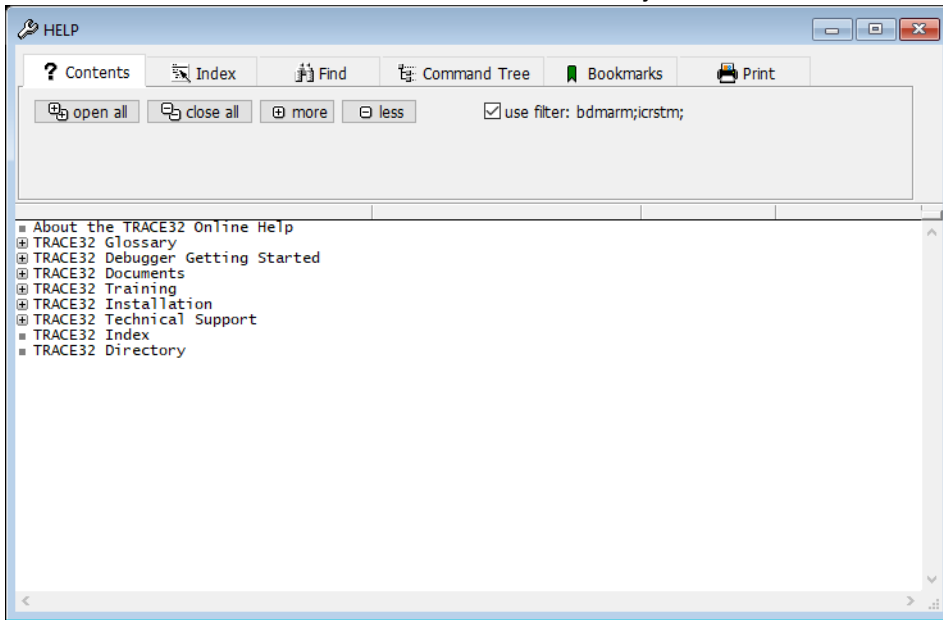 HELP
? Contents Index Find Command Tree Bookmarks Print
open all close all more less use filter: bdmarm;icrstm;
About the TRACE32 Online Help
TRACE32 Glossary
TRACE32 Debugger Getting Started
TRACE32 Documents
TRACE32 Training
TRACE32 Installation
TRACE32 Technical Support
TRACE32 Index
TRACE32 Directory